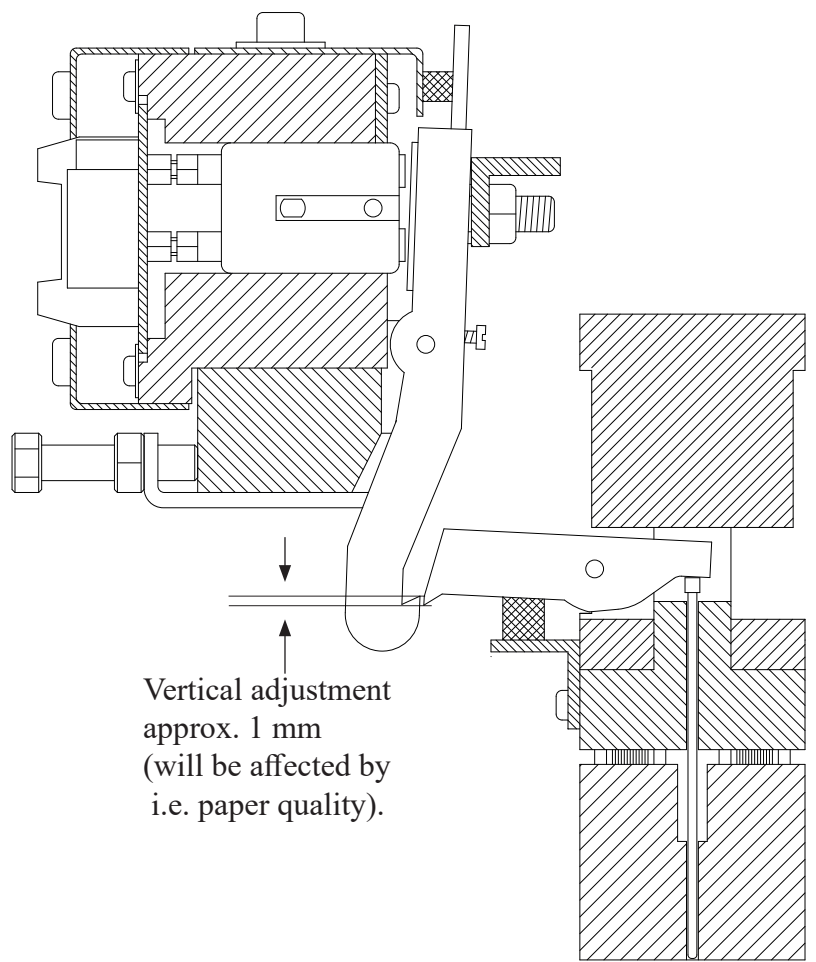 Vertical adjustment
approx. 1 mm
(will be affected by
i.e. paper quality).